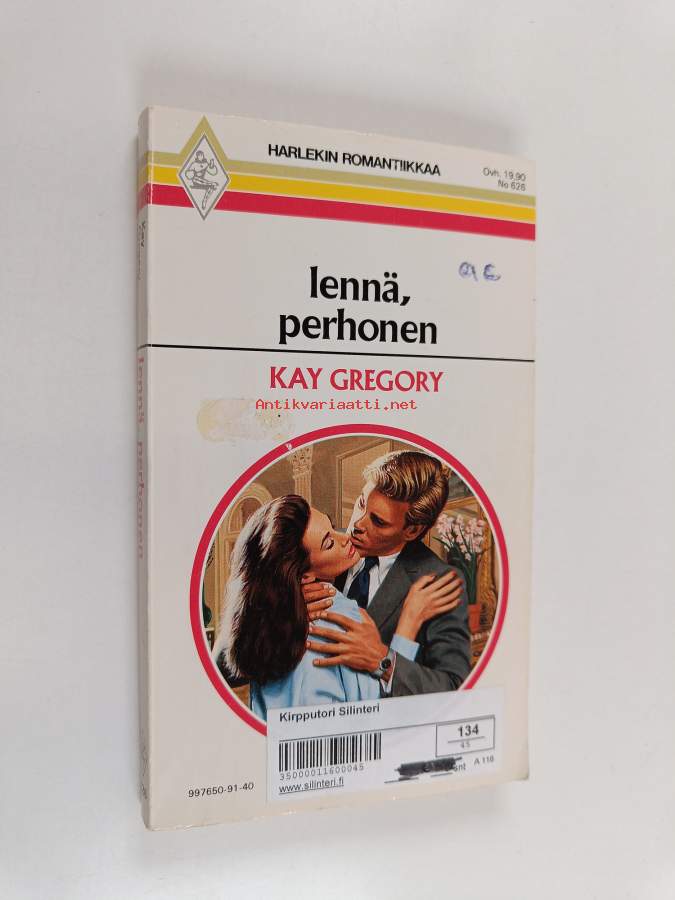 HARLEKIN ROMANTIIKKAA
Ovh. 19,90
No 626
lennä,
perhonen
KAY GREGORY
Antikvariaatti.net
Kay
lennä, perhonen
Kirpputori Silinteri
134
45
A 118
35000011600045
www.silinteri.fi
997650-91-40